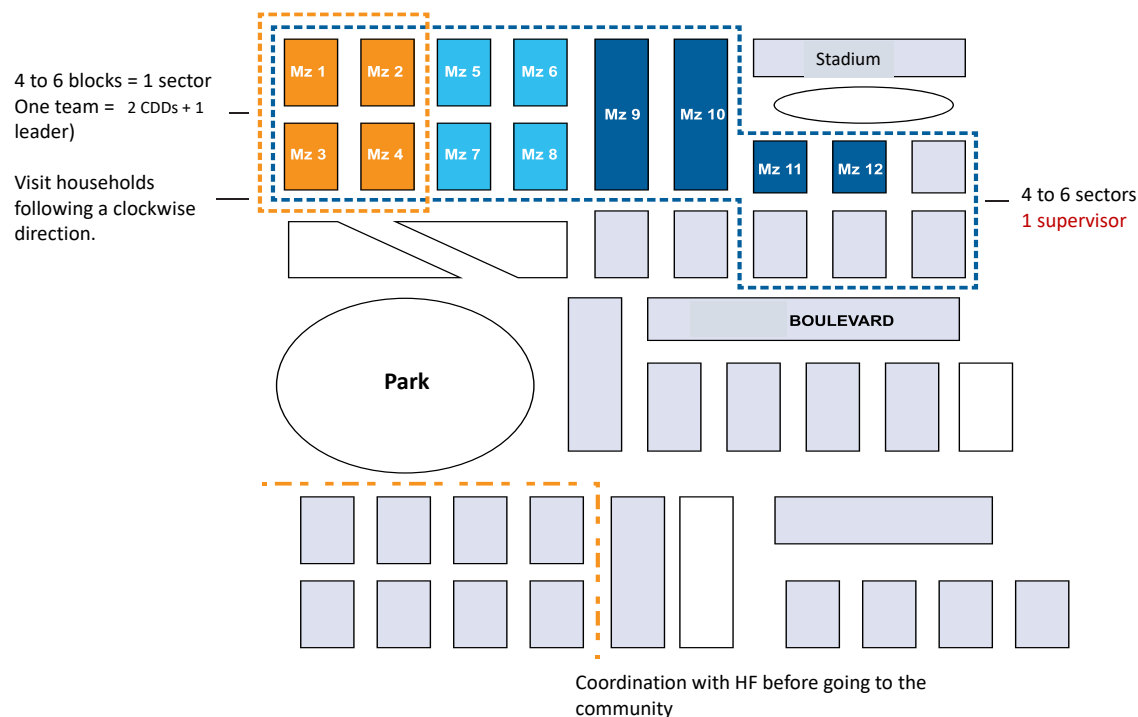 Mz 1
Mz 2
Mz 5
Mz 6
Mz 9
Mz 10
Stadium
4 to 6 blocks = 1 sector
One team = 2 CDDs + 1
leader)
Mz 3
Mz 4
Mz 7
Mz 8
Mz 11
Mz 12
Visit households
following a clockwise
direction.
4 to 6 sectors
1 supervisor
BOULEVARD
Park
Coordination with HF before going to the
community